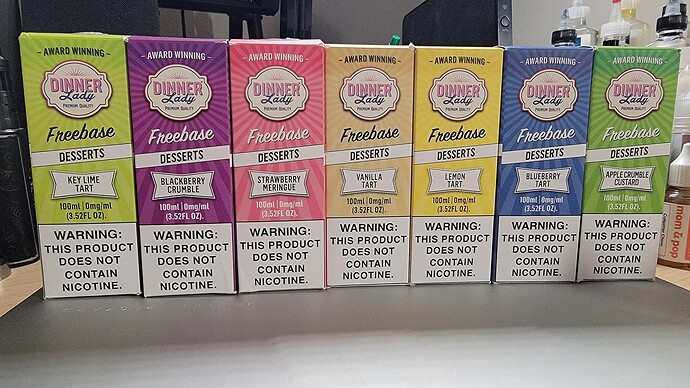 - AWARD WINNING -
DINNER
Lady
PREMIUM QUALITY
Freebase
DESSERTS
KEY LIME
TART
100ml | 0mg/ml
(3.52FL OZ).
WARNING:
THIS PRODUCT
DOES NOT
CONTAIN
NICOTINE.
- AWARD WINNING -
DINNER
Lady
PREMIUM QUALITY
Freebase
DESSERTS
BLACKBERRY
CRUMBLE
100ml | 0mg/ml
(3.52FL OZ).
WARNING:
THIS PRODUCT
DOES NOT
CONTAIN
NICOTINE.
- AWARD WINNING -
DINNER
Lady
PREMIUM QUALITY
Freebase
DESSERTS
STRAWBERRY
MERINGUE
100ml | 0mg/ml
(3.52FL OZ).
WARNING:
THIS PRODUCT
DOES NOT
CONTAIN
NICOTINE.
- AWARD WINNING -
DINNER
Lady
PREMIUM QUALITY
Freebase
DESSERTS
VANILLA
TART
100ml | 0mg/ml
(3.52FL OZ).
WARNING:
THIS PRODUCT
DOES NOT
CONTAIN
NICOTINE.
- AWARD WINNING -
DINNER
Lady
PREMIUM QUALITY
Freebase
DESSERTS
LEMON
TART
100ml | 0mg/ml
(3.52FL OZ).
WARNING:
THIS PRODUCT
DOES NOT
CONTAIN
NICOTINE.
- AWARD WINNING -
DINNER
Lady
PREMIUM QUALITY
Freebase
DESSERTS
BLUEBERRY
TART
100ml | 0mg/ml
(3.52FL OZ).
WARNING:
THIS PRODUCT
DOES NOT
CONTAIN
NICOTINE.
- AWARD WINNING -
DINNER
Lady
PREMIUM QUALITY
Freebase
DESSERTS
APPLE CRUMBLE
CUSTARD
100ml | 0mg/ml
(3.52FL OZ).
WARNING:
THIS PRODUCT
DOES NOT
CONTAIN
NICOTINE.
mom & pop